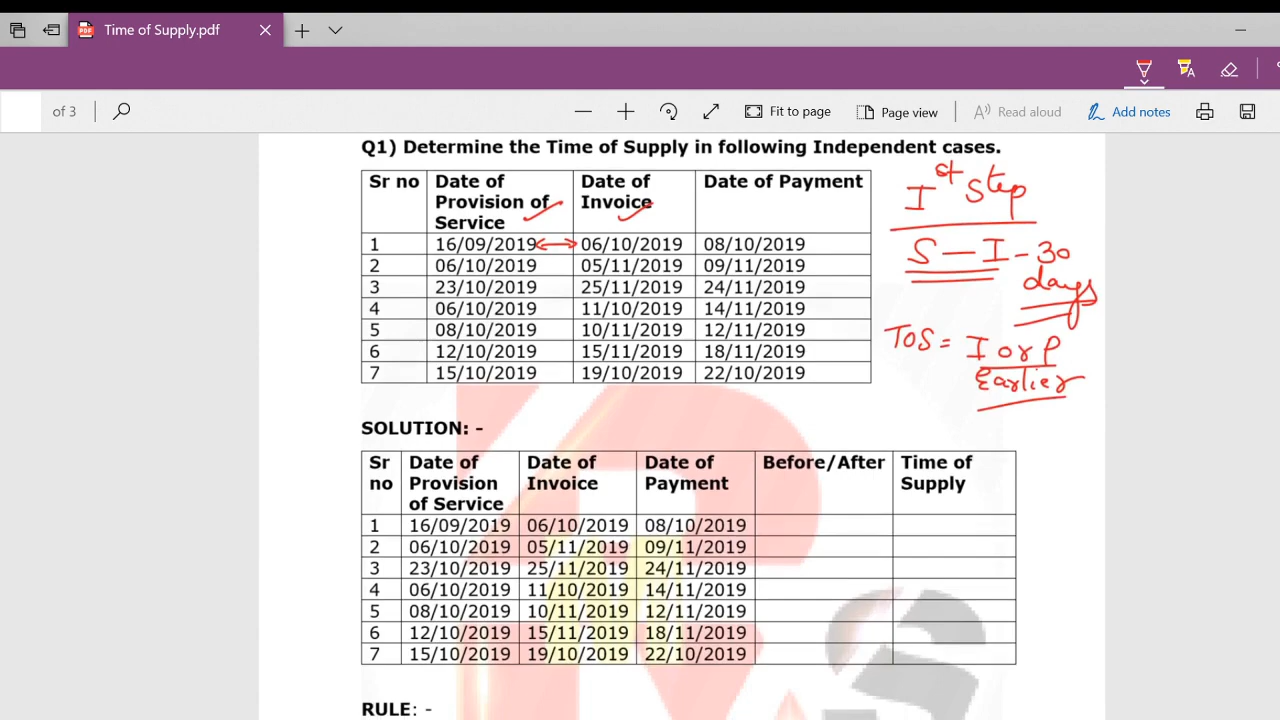 Time of Supply.pdf
of 3
Fit to page
Page view
Read aloud
Add notes
Q1) Determine the Time of Supply in following Independent cases.
Sr no Date of Provision of Service Date of Invoice Date of Payment
1 16/09/2019 06/10/2019 08/10/2019
2 06/10/2019 05/11/2019 09/11/2019
3 23/10/2019 25/11/2019 24/11/2019
4 06/10/2019 11/10/2019 14/11/2019
5 08/10/2019 10/11/2019 12/11/2019
6 12/10/2019 15/11/2019 18/11/2019
7 15/10/2019 19/10/2019 22/10/2019
Ist Step
S - I - 30
days
TOS = I or P
Earlier
SOLUTION: -
Sr no Date of Provision of Service Date of Invoice Date of Payment Before/After Time of Supply
1 16/09/2019 06/10/2019 08/10/2019
2 06/10/2019 05/11/2019 09/11/2019
3 23/10/2019 25/11/2019 24/11/2019
4 06/10/2019 11/10/2019 14/11/2019
5 08/10/2019 10/11/2019 12/11/2019
6 12/10/2019 15/11/2019 18/11/2019
7 15/10/2019 19/10/2019 22/10/2019
RULE: -